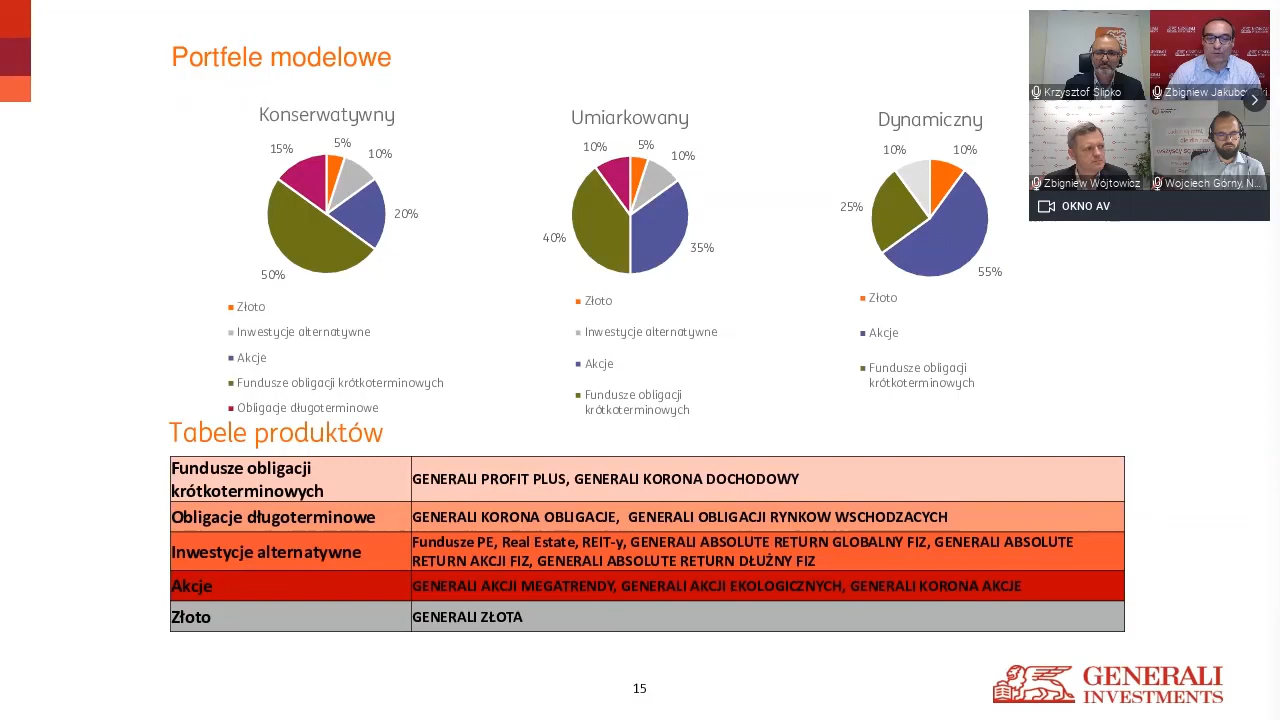 Portfele modelowe
Konserwatywny
5%
10%
20%
50%
15%
Złoto
Inwestycje alternatywne
Akcje
Fundusze obligacji krótkoterminowych
Obligacje długoterminowe
Umiarkowany
5%
10%
35%
40%
10%
Złoto
Inwestycje alternatywne
Akcje
Fundusze obligacji
krótkoterminowych
Dynamiczny
10%
55%
25%
10%
Złoto
Akcje
Fundusze obligacji
krótkoterminowych
Krzysztof Ślipko
Zbigniew Wójtowicz
Wojciech Górny, N...
OKNO AV
Tabele produktów
Fundusze obligacji
krótkoterminowych
GENERALI PROFIT PLUS, GENERALI KORONA DOCHODOWY
Obligacje długoterminowe
GENERALI KORONA OBLIGACJE, GENERALI OBLIGACJI RYNKOW WSCHODZACYCH
Inwestycje alternatywne
Fundusze PE, Real Estate, REIT-y, GENERALI ABSOLUTE RETURN GLOBALNY FIZ, GENERALI ABSOLUTE
RETURN AKCJI FIZ, GENERALI ABSOLUTE RETURN DŁUŻNY FIZ
Akcje
GENERALI AKCJI MEGATRENDY, GENERALI AKCJI EKOLOGICZNYCH, GENERALI KORONA AKCJE
Złoto
GENERALI ZŁOTA
15
GENERALI
INVESTMENTS